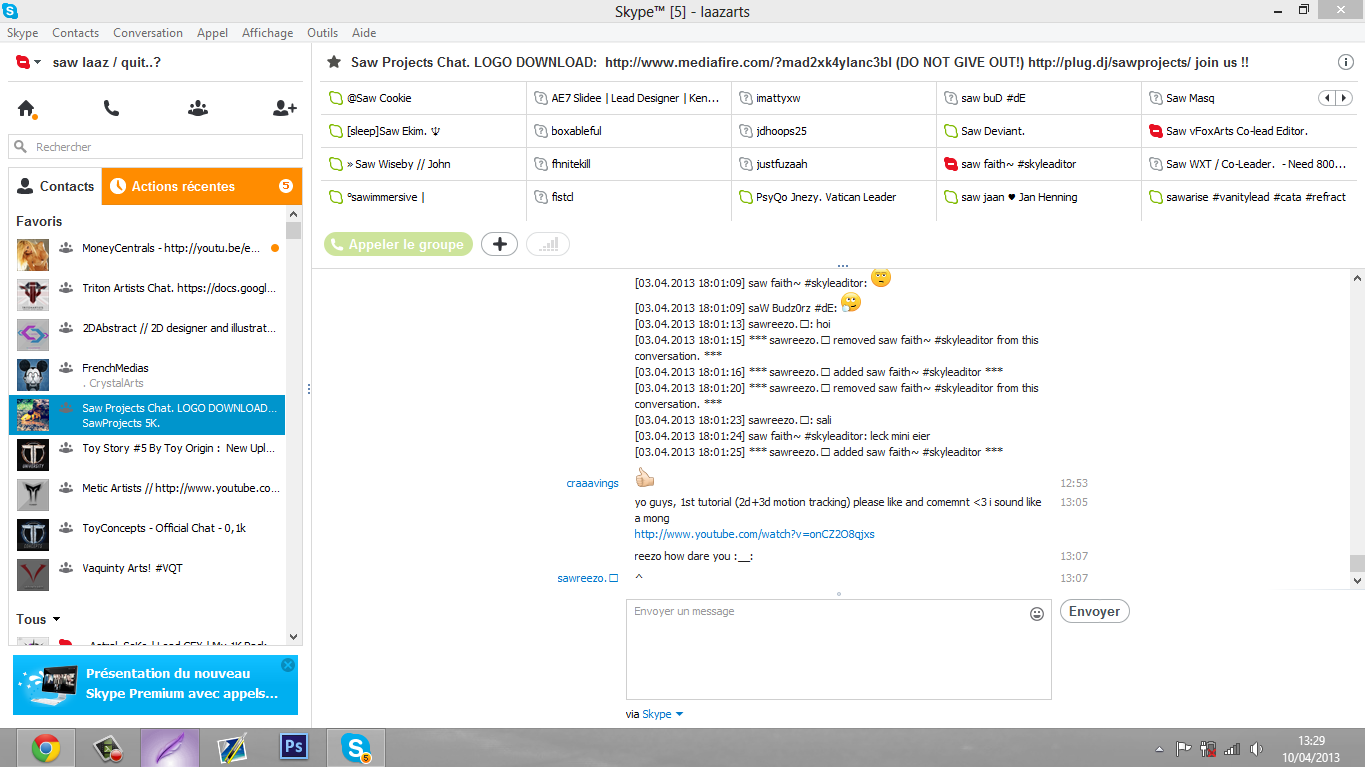 Skype™ [5] - laazarts
Skype Contacts Conversation Appel Affichage Outils Aide
saw laaz / quit..?
Rechercher
Contacts
Actions récentes 5
Favoris
MoneyCentrals - http://youtu.be/e...
Triton Artists Chat. https://docs.googl...
2DAbstract // 2D designer and illustrat...
FrenchMedias
. CrystalArts
Saw Projects Chat. LOGO DOWNLOAD...
SawProjects 5K.
Toy Story #5 By Toy Origin : New Upl...
Metic Artists // http://www.youtube.co...
ToyConcepts - Official Chat - 0,1k
Vaquinty Arts! #VQT
Tous
Présentation du nouveau
Skype Premium avec appels...
Saw Projects Chat. LOGO DOWNLOAD: http://www.mediafire.com/?mad2xk4ylanc3bl (DO NOT GIVE OUT!) http://plug.dj/sawprojects/ join us !!
@Saw Cookie
AE7 Slidee | Lead Designer | Ken...
imattyxw
saw buD #dE
Saw Masq
[sleep]Saw Ekim. Ψ
boxableful
jdhoops25
Saw Deviant.
Saw vFoxArts Co-lead Editor.
» Saw Wiseby // John
fhnitekill
justfuzaah
saw faith~ #skyleaditor
Saw WXT / Co-Leader. - Need 800...
°sawimmersive |
fistcl
PsyQo Jnezy. Vatican Leader
saw jaan ♥ Jan Henning
sawarise #vanitylead #cata #refract
Appeler le groupe
[03.04.2013 18:01:09] saw faith~ #skyleaditor:
[03.04.2013 18:01:09] saW Budz0rz #dE:
[03.04.2013 18:01:13] sawreezo.□: hoi
[03.04.2013 18:01:15] *** sawreezo.□ removed saw faith~ #skyleaditor from this
conversation. ***
[03.04.2013 18:01:16] *** sawreezo.□ added saw faith~ #skyleaditor ***
[03.04.2013 18:01:20] *** sawreezo.□ removed saw faith~ #skyleaditor from this
conversation. ***
[03.04.2013 18:01:23] sawreezo.□: sali
[03.04.2013 18:01:24] saw faith~ #skyleaditor: leck mini eier
[03.04.2013 18:01:25] *** sawreezo.□ added saw faith~ #skyleaditor ***
craaavings 12:53
yo guys, 1st tutorial (2d+3d motion tracking) please like and comemnt <3 i sound like 13:05
a mong
http://www.youtube.com/watch?v=onCZ2O8qjxs
reezo how dare you :__: 13:07
sawreezo.□ ^ 13:07
Envoyer un message
Envoyer
via Skype
Ps
5
13:29
10/04/2013